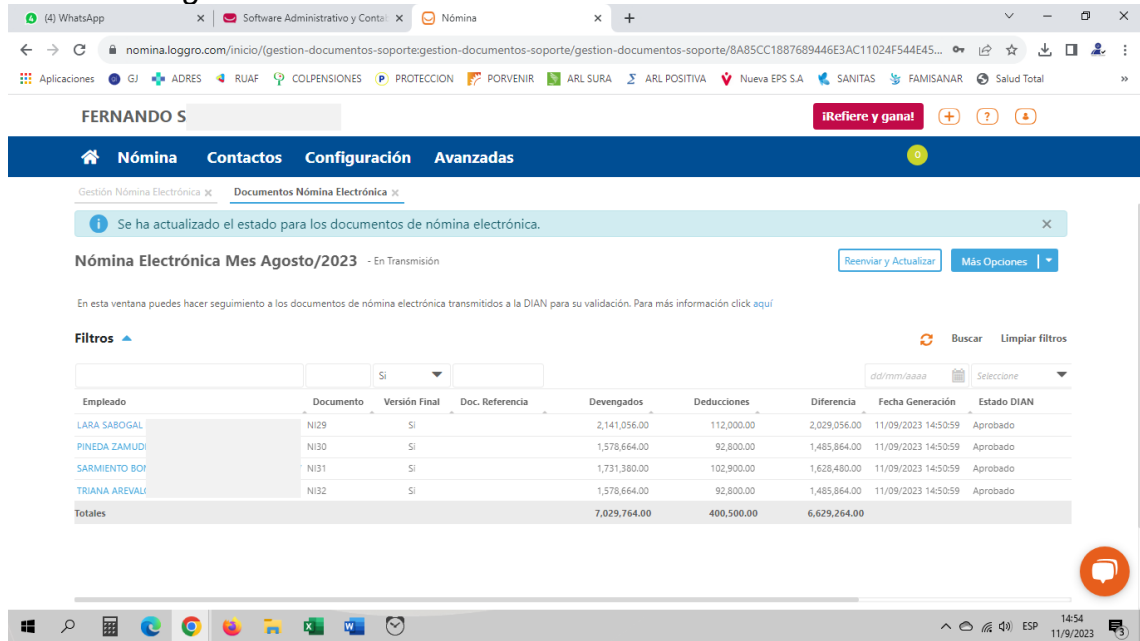 (4) WhatsApp
Software Administrativo y Contal
Nómina
nomina.loggro.com/inicio/(gestion-documentos-soporte:gestion-documentos-soporte/gestion-documentos-soporte/8A85CC1887689446E3AC11024F544E45...
Aplicaciones GJ ADRES RUAF COLPENSIONES PROTECCION PORVENIR ARL SURA ARL POSITIVA Nueva EPS S.A SANITAS FAMISANAR Salud Total »
FERNANDO S
¡Refiere y gana!
Nómina Contactos Configuración Avanzadas 0
Gestión Nómina Electrónica Documentos Nómina Electrónica
Se ha actualizado el estado para los documentos de nómina electrónica.
Nómina Electrónica Mes Agosto/2023 - En Transmisión Reenviar y Actualizar Más Opciones
En esta ventana puedes hacer seguimiento a los documentos de nómina electrónica transmitidos a la DIAN para su validación. Para más información click aquí
Filtros Buscar Limpiar filtros
Si dd/mm/aaaa Seleccione
Empleado Documento Versión Final Doc. Referencia Devengados Deducciones Diferencia Fecha Generación Estado DIAN
LARA SABOGAL NI29 Si 2,141,056.00 112,000.00 2,029,056.00 11/09/2023 14:50:59 Aprobado
PINEDA ZAMUDI NI30 Si 1,578,664.00 92,800.00 1,485,864.00 11/09/2023 14:50:59 Aprobado
SARMIENTO BO NI31 Si 1,731,380.00 102,900.00 1,628,480.00 11/09/2023 14:50:59 Aprobado
TRIANA AREVAL NI32 Si 1,578,664.00 92,800.00 1,485,864.00 11/09/2023 14:50:59 Aprobado
Totales 7,029,764.00 400,500.00 6,629,264.00
ESP 14:54
11/9/2023 3